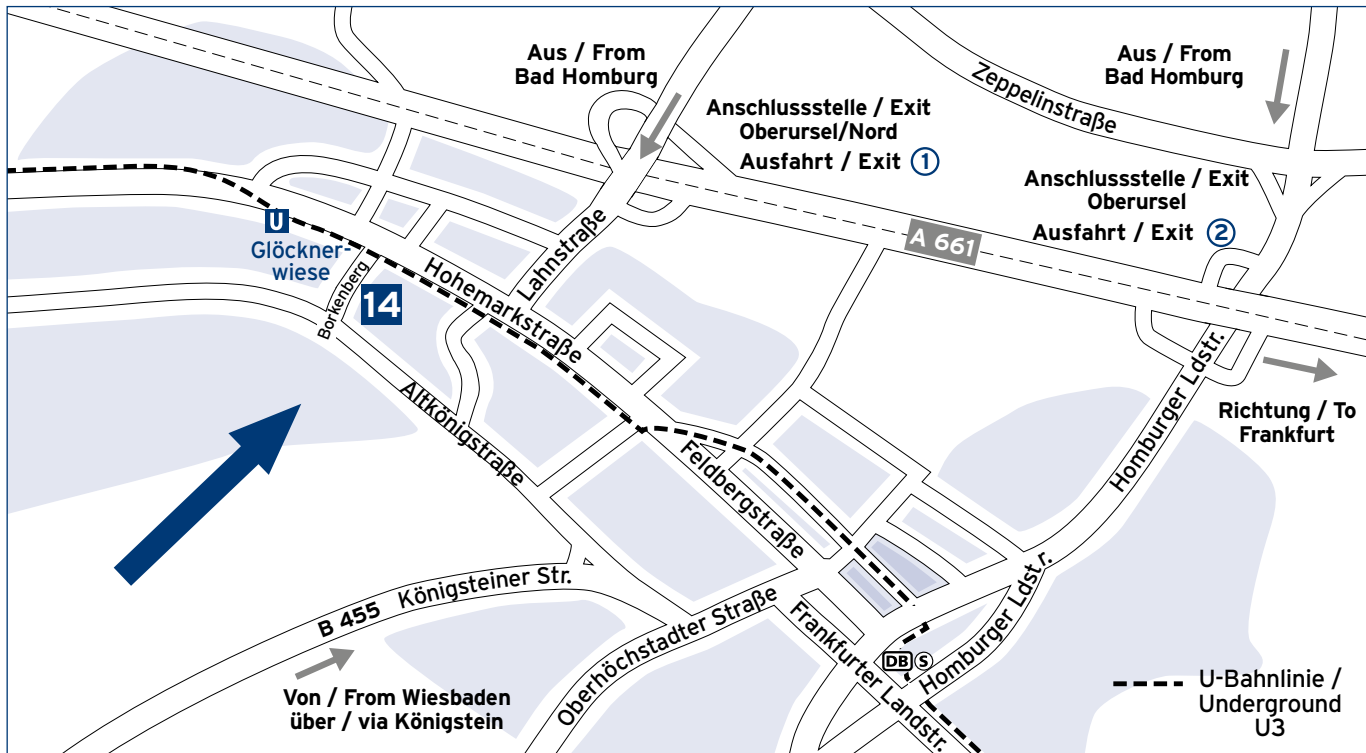 Aus / From
Bad Homburg
Aus / From
Bad Homburg
Zeppelinstraße
Anschlussstelle / Exit
Oberursel/Nord
Ausfahrt / Exit 1
Anschlussstelle / Exit
Oberursel
Ausfahrt / Exit 2
A 661
U
Glöckner-
wiese
Borkenberg
14
Hohemarkstraße
Lahnstraße
Altkönigstraße
Homburger Ldstr.
Richtung / To
Frankfurt
Feldbergstraße
B 455 Königsteiner Str.
Oberhöchstadter Straße
Frankfurter Landstr.
Homburger Ldstr.
DB S
Von / From Wiesbaden
über / via Königstein
U-Bahnlinie /
Underground
U3